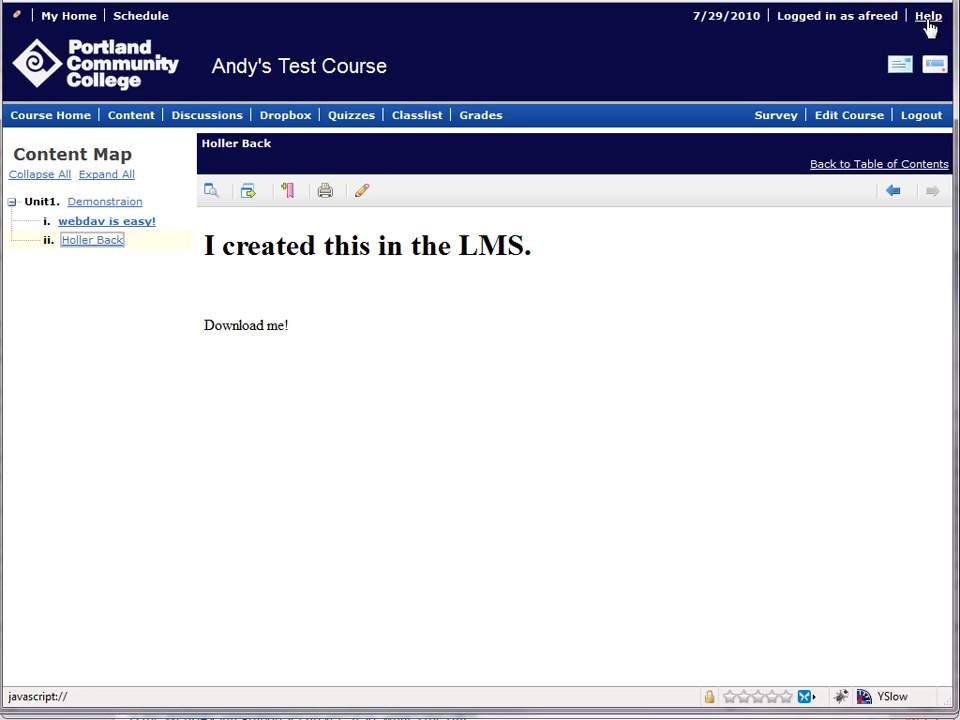 My Home Schedule 7/29/2010 Logged in as afreed Help
Portland Community College
Andy's Test Course
Course Home Content Discussions Dropbox Quizzes Classlist Grades Survey Edit Course Logout
Content Map
Collapse All Expand All
Holler Back
Back to Table of Contents
Unit1. Demonstraion
i. webdav is easy!
ii. Holler Back
I created this in the LMS.
Download me!
javascript:// YSlow